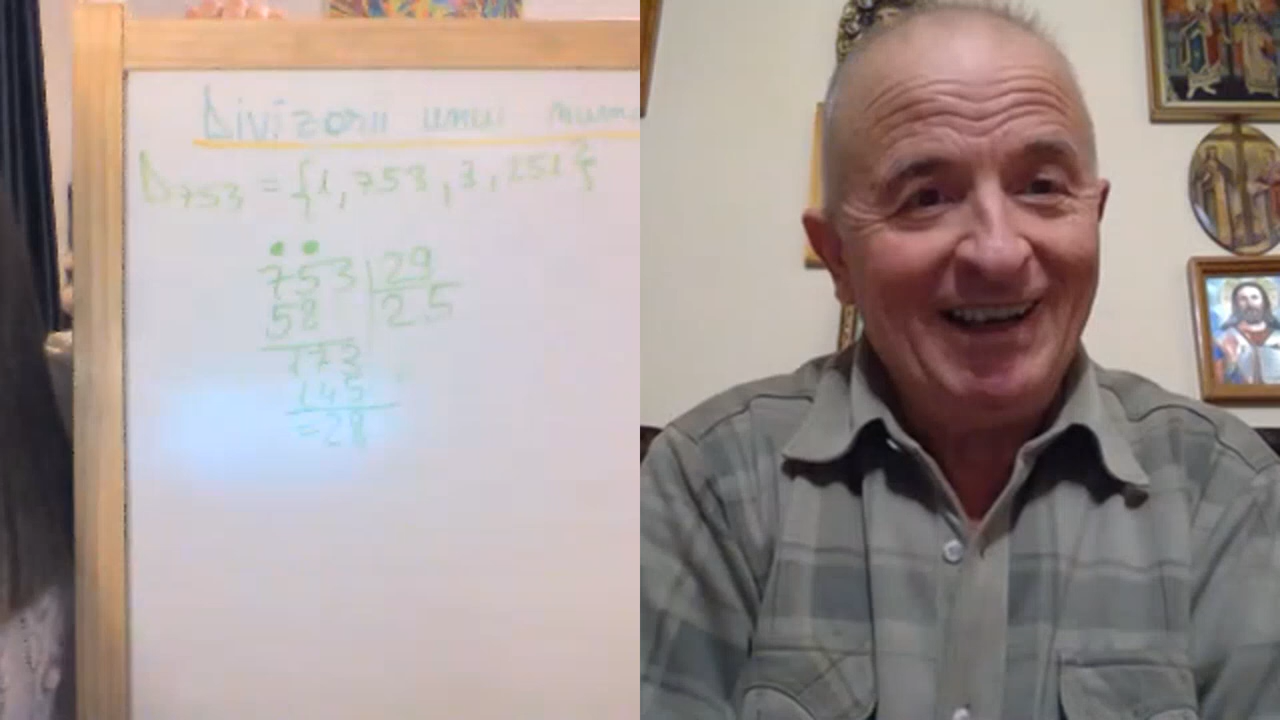 Divizorii unui
D753 = {1, 753, 3, 251}
753 | 29
58 25
173
145
=28